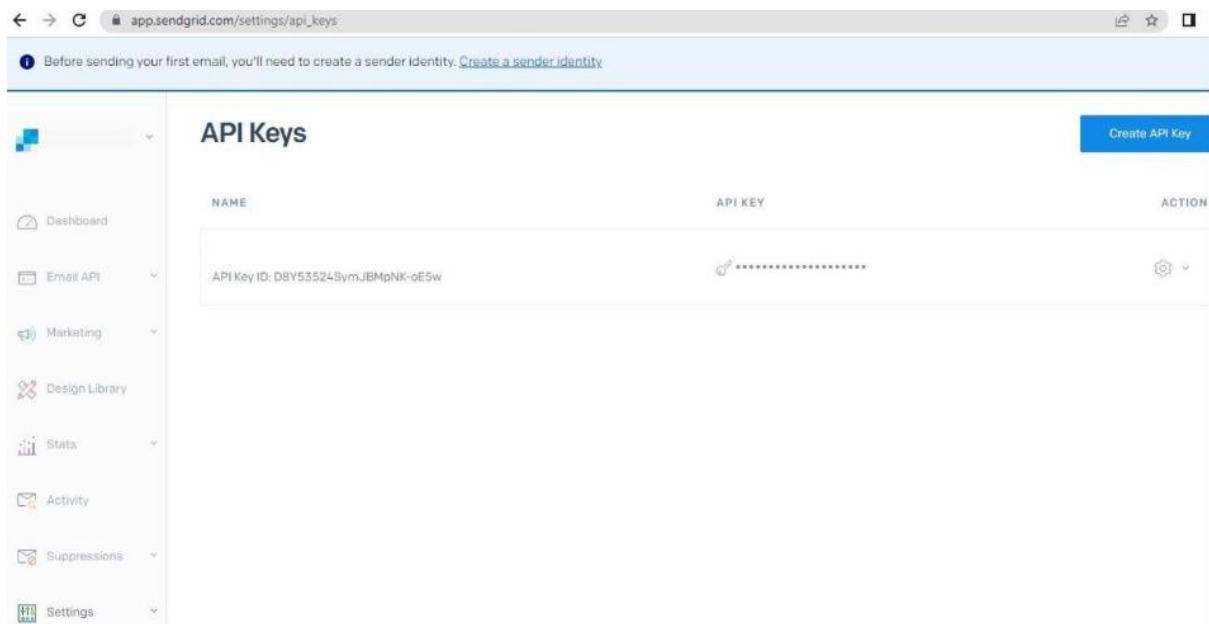 app.sendgrid.com/settings/api_keys
Before sending your first email, you'll need to create a sender identity. Create a sender identity
API Keys
Create API Key
NAME API KEY ACTION
API Key ID: D8Y53524SymJBMpNK-oE5w ••••••••••••••••••••
Dashboard
Email API
Marketing
Design Library
Stats
Activity
Suppressions
Settings